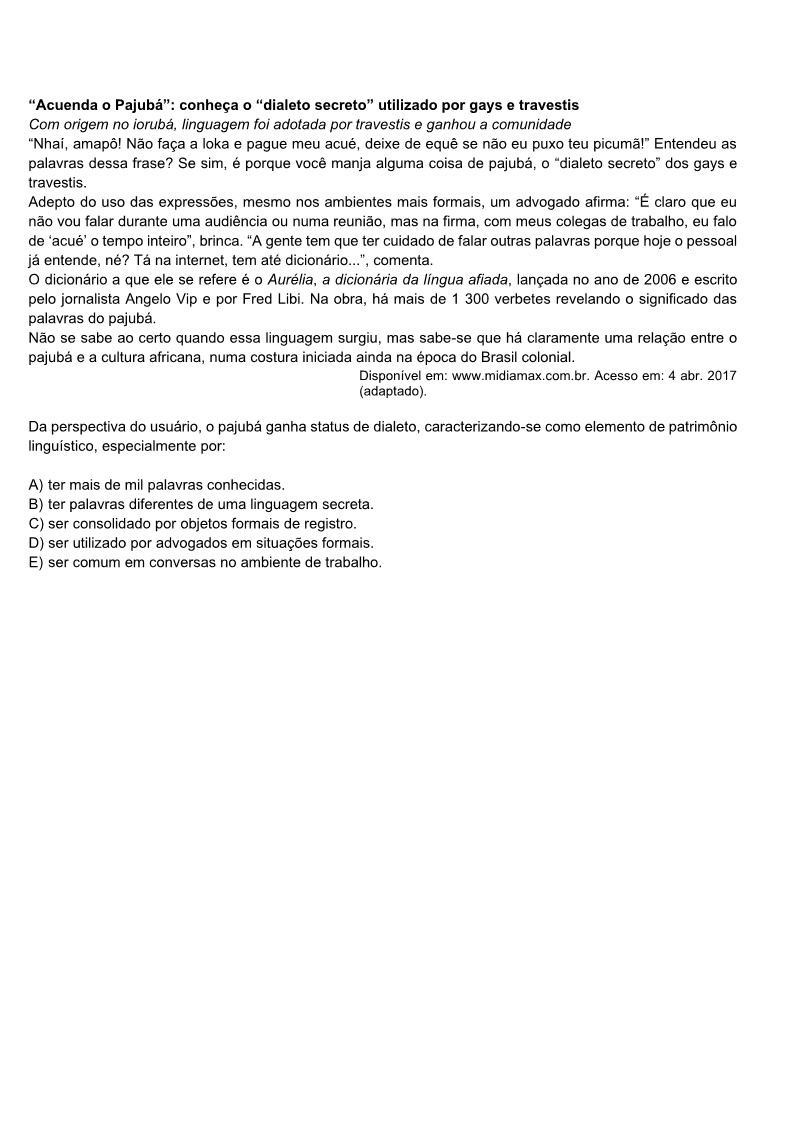 “Acuenda o Pajubá”: conheça o “dialeto secreto” utilizado por gays e travestis
Com origem no iorubá, linguagem foi adotada por travestis e ganhou a comunidade
“Nhaí, amapô! Não faça a loka e pague meu acué, deixe de equê se não eu puxo teu picumã!” Entendeu as
palavras dessa frase? Se sim, é porque você manja alguma coisa de pajubá, o “dialeto secreto” dos gays e
travestis.
Adepto do uso das expressões, mesmo nos ambientes mais formais, um advogado afirma: “É claro que eu
não vou falar durante uma audiência ou numa reunião, mas na firma, com meus colegas de trabalho, eu falo
de ‘acué’ o tempo inteiro”, brinca. “A gente tem que ter cuidado de falar outras palavras porque hoje o pessoal
já entende, né? Tá na internet, tem até dicionário...”, comenta.
O dicionário a que ele se refere é o Aurélia, a dicionária da língua afiada, lançada no ano de 2006 e escrito
pelo jornalista Angelo Vip e por Fred Libi. Na obra, há mais de 1 300 verbetes revelando o significado das
palavras do pajubá.
Não se sabe ao certo quando essa linguagem surgiu, mas sabe-se que há claramente uma relação entre o
pajubá e a cultura africana, numa costura iniciada ainda na época do Brasil colonial.
Disponível em: www.midiamax.com.br. Acesso em: 4 abr. 2017
(adaptado).
Da perspectiva do usuário, o pajubá ganha status de dialeto, caracterizando-se como elemento de patrimônio
linguístico, especialmente por:
A) ter mais de mil palavras conhecidas.
B) ter palavras diferentes de uma linguagem secreta.
C) ser consolidado por objetos formais de registro.
D) ser utilizado por advogados em situações formais.
E) ser comum em conversas no ambiente de trabalho.